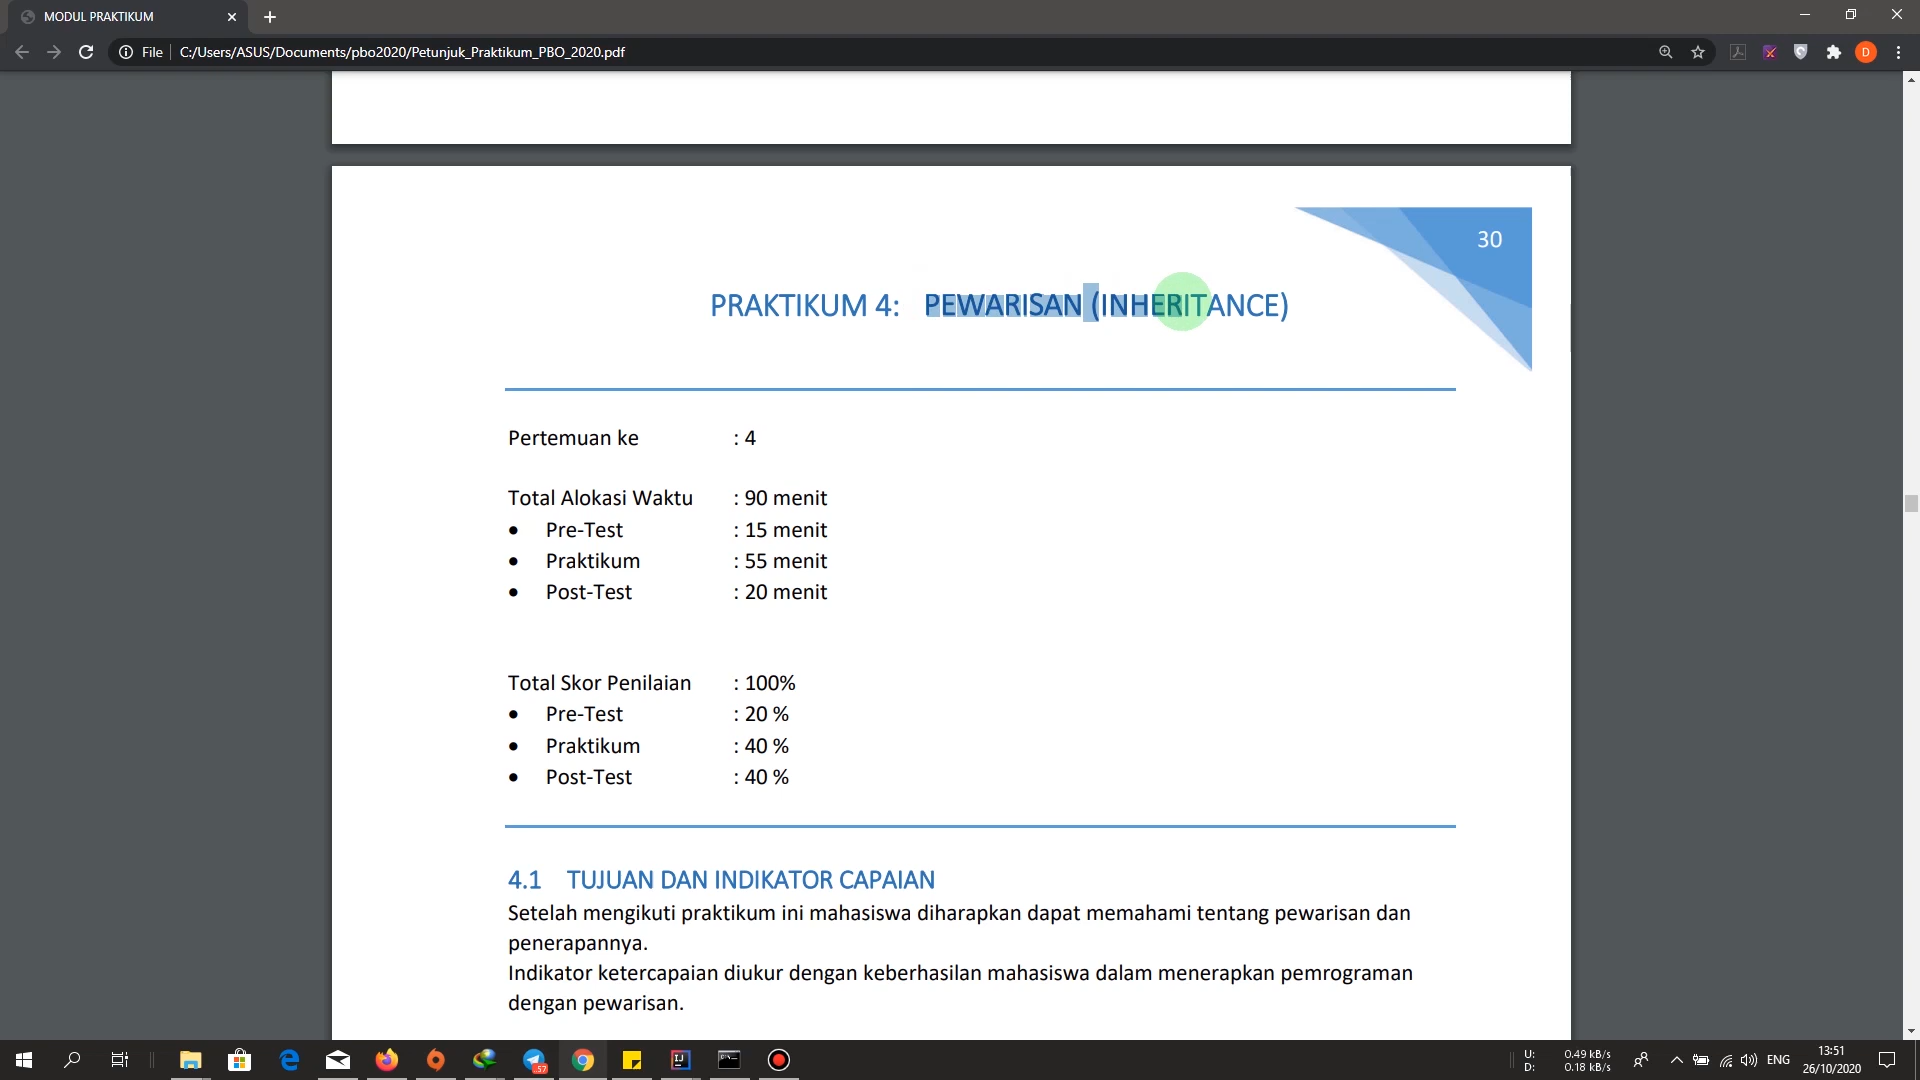 MODUL PRAKTIKUM
File C:/Users/ASUS/Documents/pbo2020/Petunjuk_Praktikum_PBO_2020.pdf
D
30
PRAKTIKUM 4: PEWARISAN (INHERITANCE)
Pertemuan ke : 4
Total Alokasi Waktu : 90 menit
• Pre-Test : 15 menit
• Praktikum : 55 menit
• Post-Test : 20 menit
Total Skor Penilaian : 100%
• Pre-Test : 20 %
• Praktikum : 40 %
• Post-Test : 40 %
4.1 TUJUAN DAN INDIKATOR CAPAIAN
Setelah mengikuti praktikum ini mahasiswa diharapkan dapat memahami tentang pewarisan dan
penerapannya.
Indikator ketercapaian diukur dengan keberhasilan mahasiswa dalam menerapkan pemrograman
dengan pewarisan.
57
IJ
U: 0.49 kB/s
D: 0.18 kB/s
ENG
13:51
26/10/2020